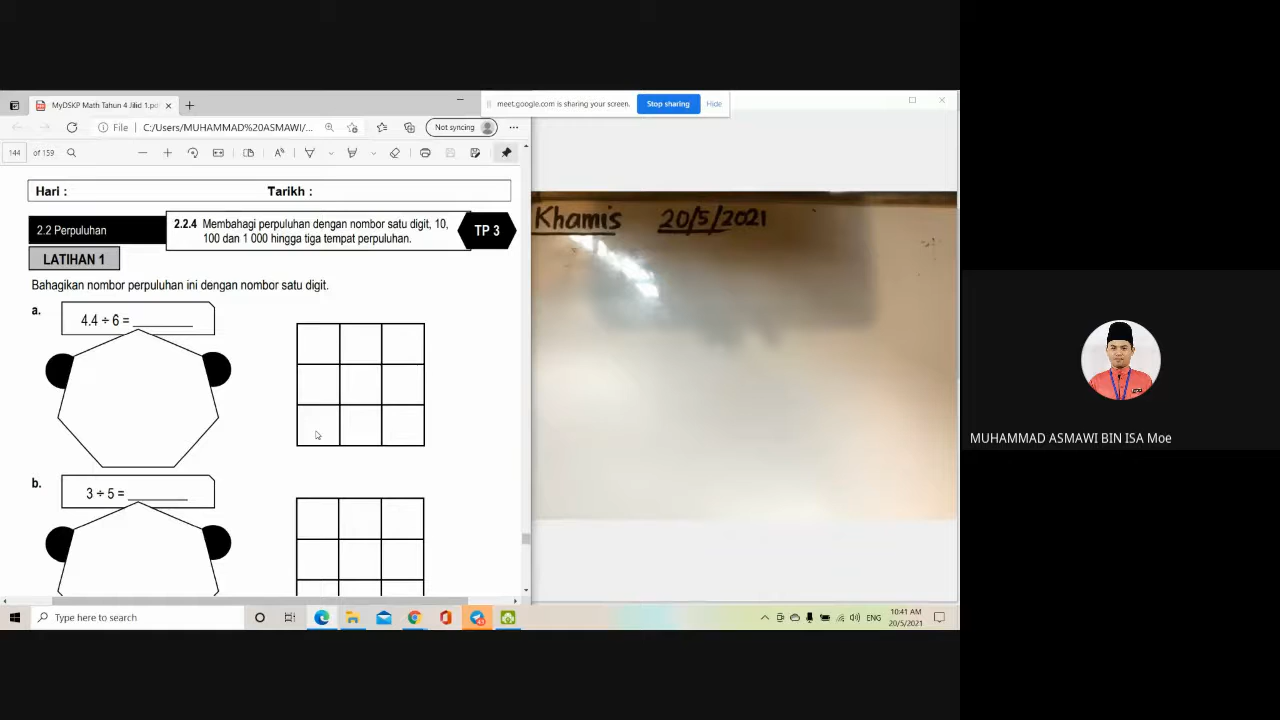 MyDSKP Math Tahun 4 Jilid 1.p
meet.google.com is sharing your screen.
Stop sharing
Hide
File
C:/Users/MUHAMMAD%20ASMAWI/...
Not syncing
144
of 159
Hari :
Tarikh :
2.2 Perpuluhan
2.2.4 Membahagi perpuluhan dengan nombor satu digit, 10,
100 dan 1 000 hingga tiga tempat perpuluhan.
TP 3
LATIHAN 1
Bahagikan nombor perpuluhan ini dengan nombor satu digit.
a.
4.4 ÷ 6 = ________
b.
3 ÷ 5 = ________
Khamis 20/5/2021
MUHAMMAD ASMAWI BIN ISA Moe
Type here to search
ENG
10:41 AM
20/5/2021